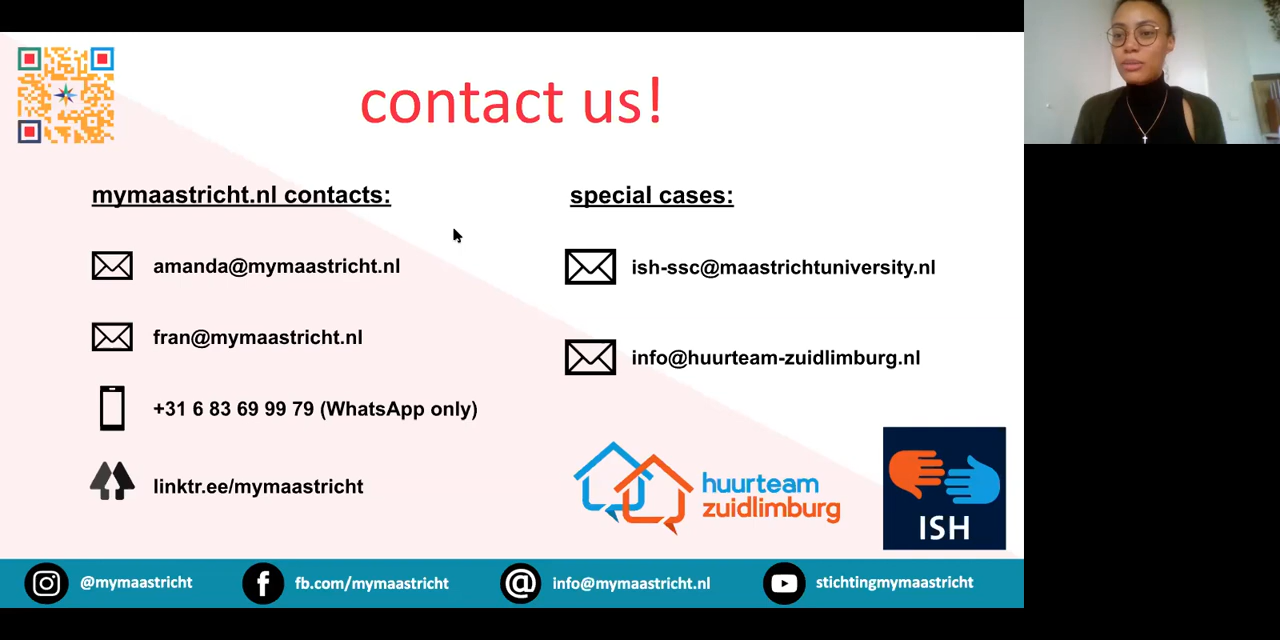 contact us!
mymaastricht.nl contacts:
amanda@mymaastricht.nl
fran@mymaastricht.nl
+31 6 83 69 99 79 (WhatsApp only)
linktr.ee/mymaastricht
special cases:
ish-ssc@maastrichtuniversity.nl
info@huurteam-zuidlimburg.nl
huurteam
zuidlimburg
ISH
@mymaastricht
fb.com/mymaastricht
info@mymaastricht.nl
stichtingmymaastricht